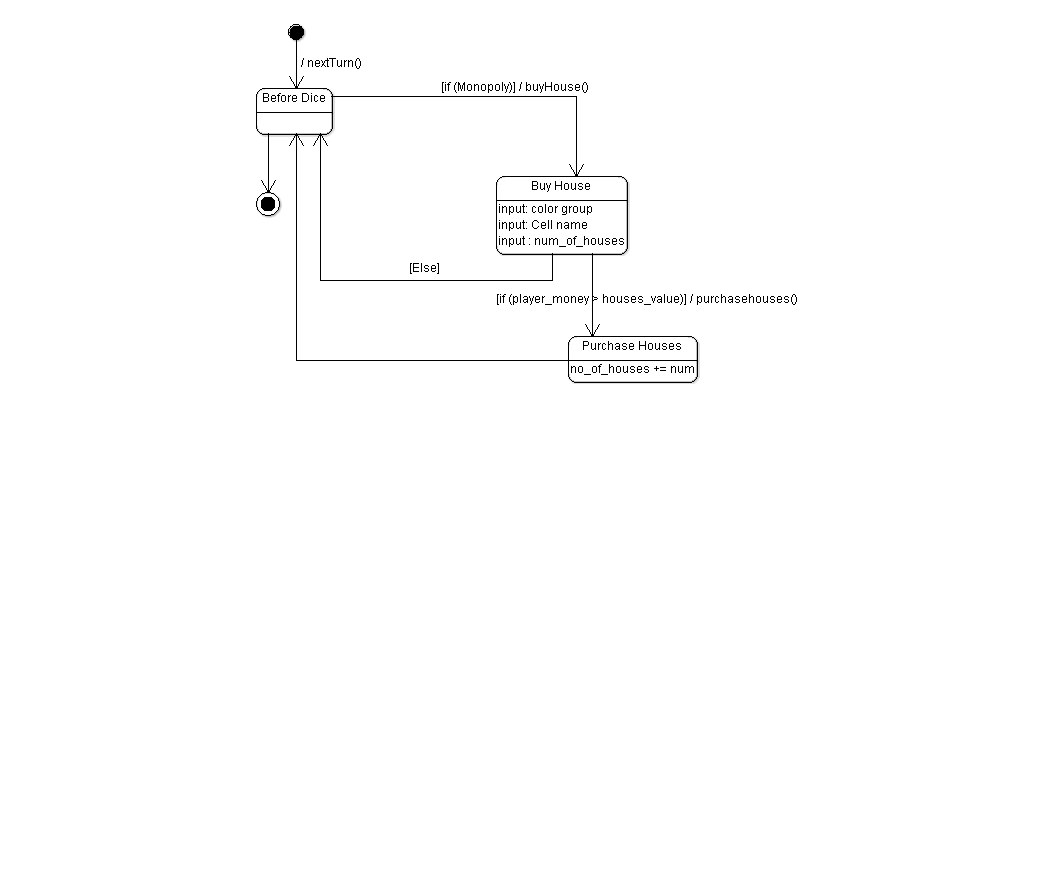 / nextTurn()
[if (Monopoly)] / buyHouse()
Before Dice
Buy House
input: color group
input: Cell name
input : num_of_houses
[Else]
[if (player_money > houses_value)] / purchasehouses()
Purchase Houses
no_of_houses += num